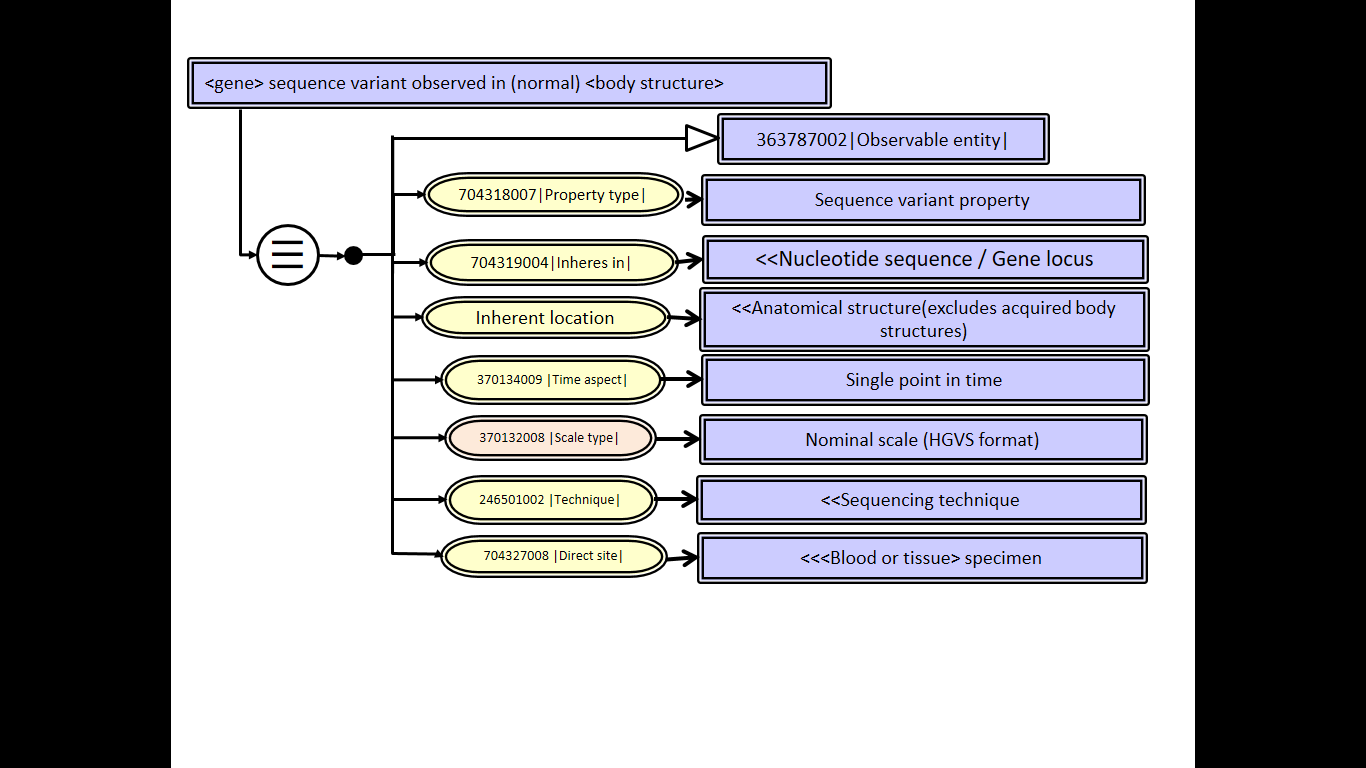 <gene> sequence variant observed in (normal) <body structure>
363787002|Observable entity|
704318007|Property type|
Sequence variant property
704319004|Inheres in|
<<Nucleotide sequence / Gene locus
Inherent location
<<Anatomical structure(excludes acquired body
structures)
370134009 |Time aspect|
Single point in time
370132008 |Scale type|
Nominal scale (HGVS format)
246501002 |Technique|
<<Sequencing technique
704327008 |Direct site|
<<<Blood or tissue> specimen